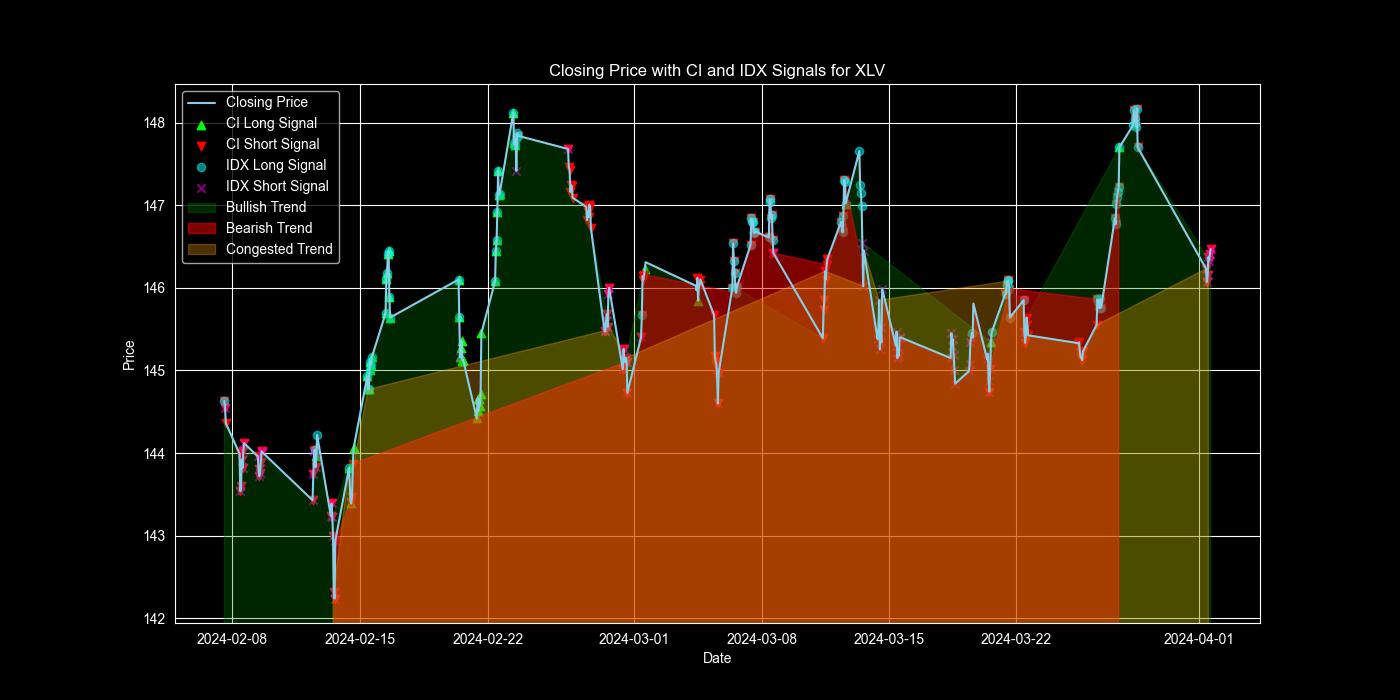 Closing Price with CI and IDX Signals for XLV
Closing Price
CI Long Signal
CI Short Signal
IDX Long Signal
IDX Short Signal
Bullish Trend
Bearish Trend
Congested Trend
148
147
146
145
144
143
142
Price
2024-02-08 2024-02-15 2024-02-22 2024-03-01 2024-03-08 2024-03-15 2024-03-22 2024-04-01
Date